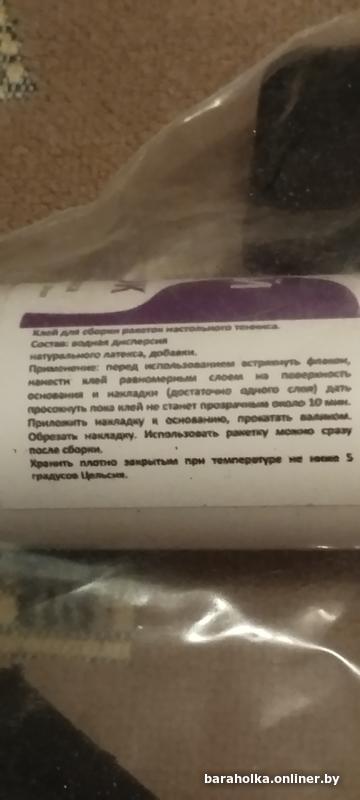 Клей для сборки ракеток настольного тенниса.
Состав: водная дисперсия
натурального латекса, добавки.
Применение: перед использованием встряхнуть флакон,
нанести клей равномерным слоем на поверхность
основания и накладки (достаточно одного слоя) дать
просохнуть пока клей не станет прозрачным около 10 мин.
Приложить накладку к основанию, прокатать валиком.
Обрезать накладку. Использовать ракетку можно сразу
после сборки.
Хранить плотно закрытым при температуре не ниже 5
градусов Цельсия.
baraholka.onliner.by